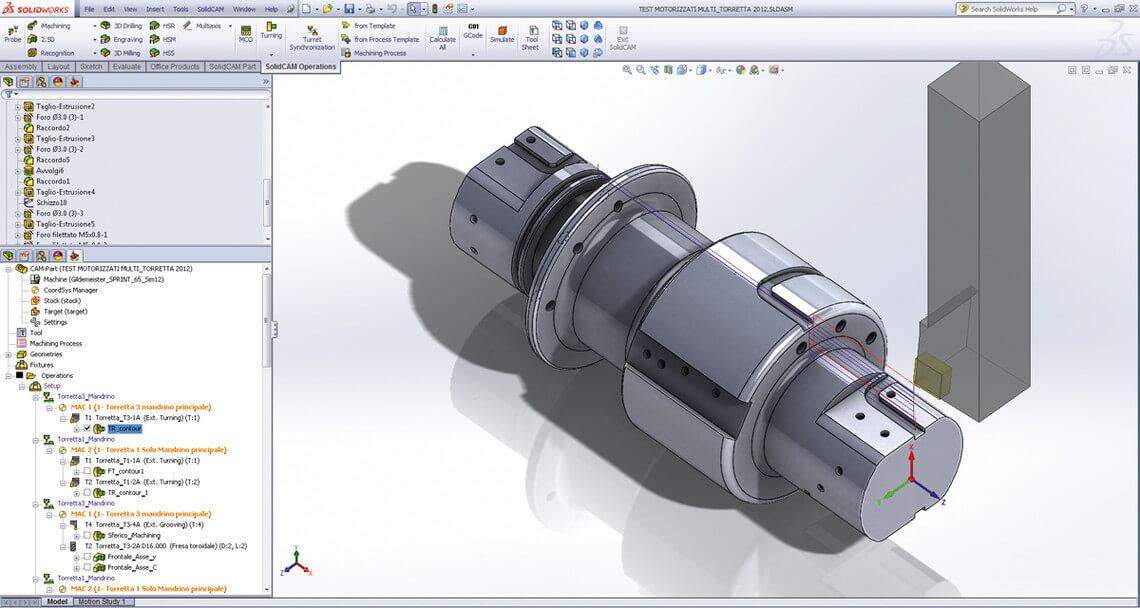 SOLIDWORKS File Edit View Insert Tools SolidCAM Window Help TEST MOTORIZZATI MULTI_TORRETTA 2012.SLDASM Search SolidWorks Help
Probe iMachining 2.5D Recognition 3D Drilling Engraving 3D Milling HSR HSM HSS Multiaxis MCO Turning Turret Synchronization from Template from Process Template Machining Process Calculate All G01 GCode Simulate Tool Sheet Exit SolidCAM
Assembly Layout Sketch Evaluate Office Products SolidCAM Part SolidCAM Operations
Taglio-Estrusione2
Foro Ø3.0 (3)-1
Raccordo2
Taglio-Estrusione3
Foro Ø3.0 (3)-2
Raccordo5
Avvolgi6
Raccordo1
Taglio-Estrusione4
Schizzo18
Foro Ø3.0 (3)-3
Taglio-Estrusione5
Foro filettato M5x0.8-1
CAM-Part (TEST MOTORIZZATI MULTI_TORRETTA 2012)
Machine (Gildemeister_SPRINT_65_Sim12)
CoordSys Manager
Stock (stock)
Target (target)
Settings
Tool
Machining Process
Geometries
Fixtures
Operations
Setup
Torretta3_Mandrino
MAC 1 (1- Torretta 3 mandrino principale)
T1 Torretta_T3-1A (Ext. Turning) (T:1)
TR_contour
Torretta1_Mandrino
MAC 2 (1- Torretta 1 Solo Mandrino principale)
T1 Torretta_T1-1A (Ext. Turning) (T:1)
FT_contour1
T2 Torretta_T1-2A (Ext. Turning) (T:2)
TR_contour_1
Torretta3_Mandrino
MAC 1 (1- Torretta 3 mandrino principale)
T4 Torretta_T3-4A (Ext. Grooving) (T:4)
Sferico_iMachining
T2 Torretta_T3-2A D16.000 (Fresa toroidale) (D:2, L:2)
Frontale_Asse_y
Frontale_Asse_C
Torretta1_Mandrino
MAC 2 (1- Torretta 1 Solo Mandrino principale)
X
Y
Z
Y
Z
X
Model Motion Study 1